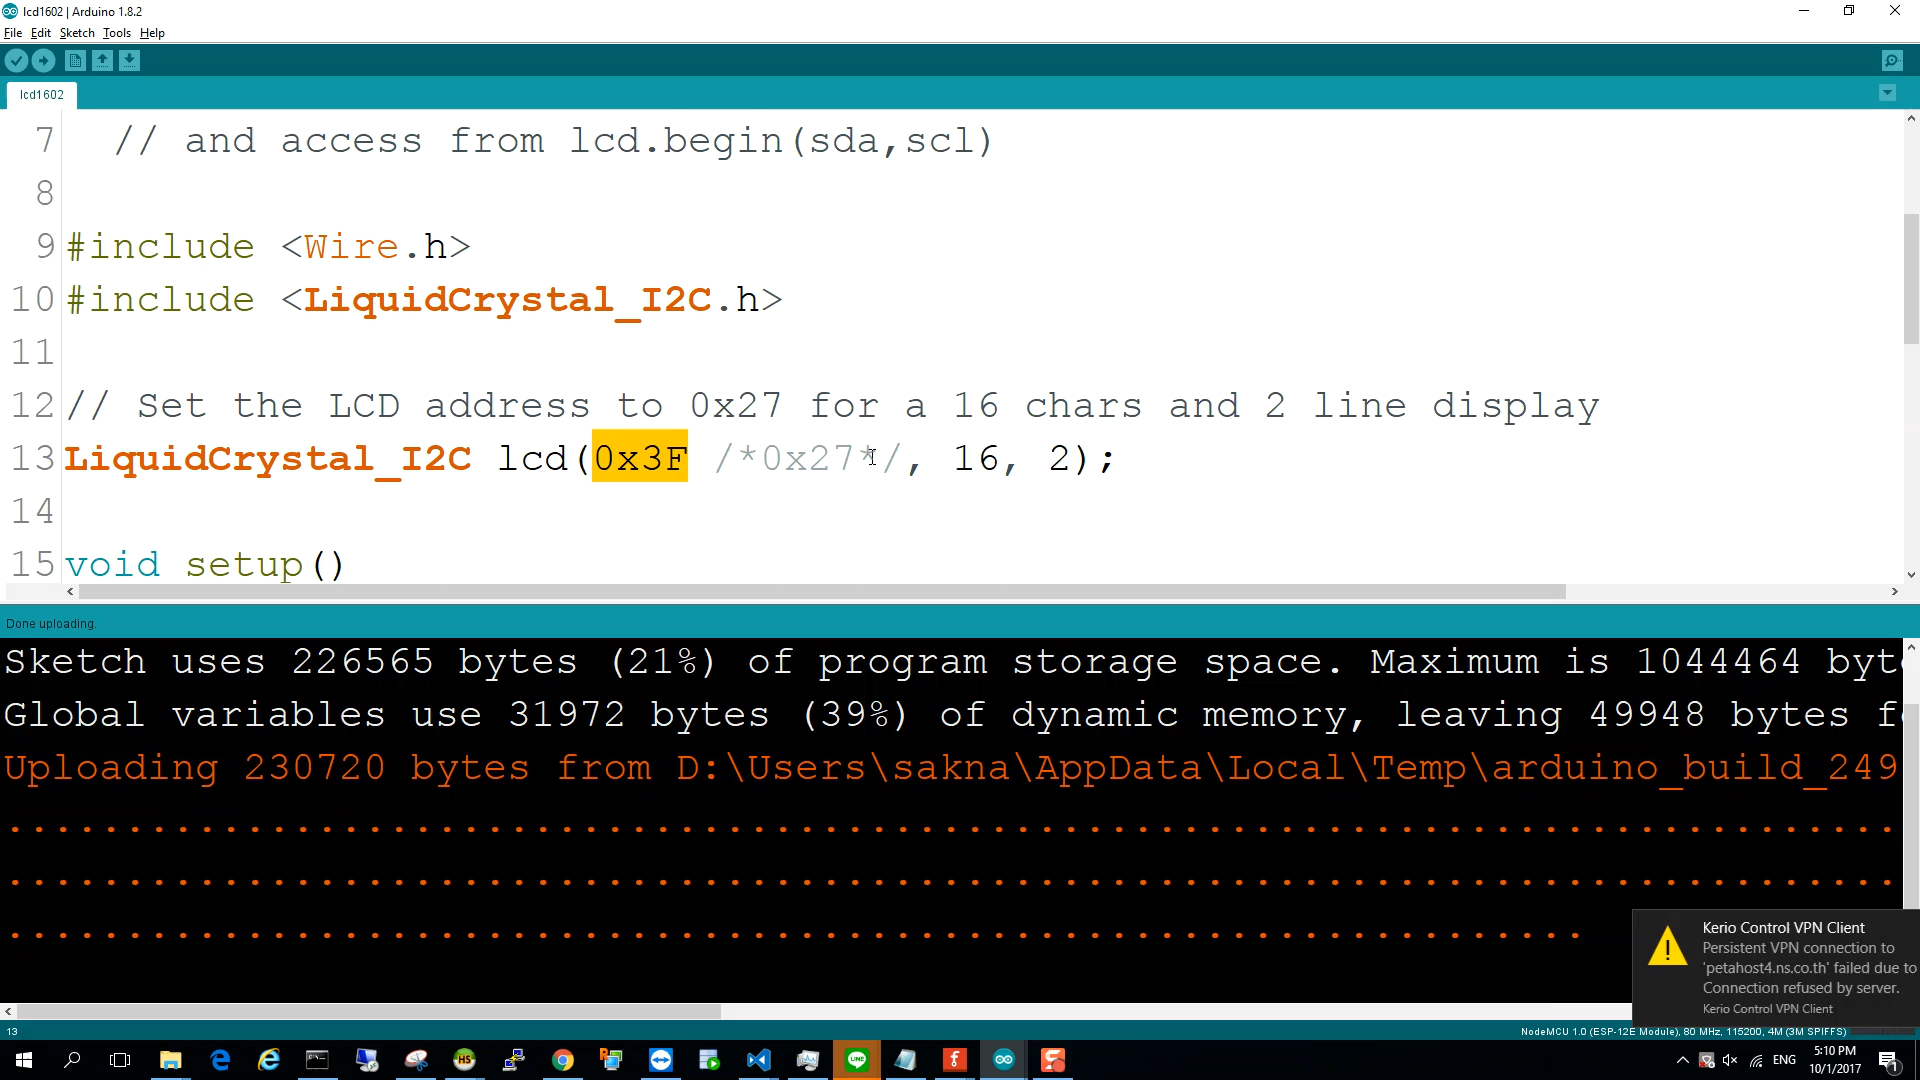 lcd1602 | Arduino 1.8.2
File Edit Sketch Tools Help
lcd1602
7 // and access from lcd.begin(sda,scl)
8
9 #include <Wire.h>
10 #include <LiquidCrystal_I2C.h>
11
12 // Set the LCD address to 0x27 for a 16 chars and 2 line display
13 LiquidCrystal_I2C lcd(0x3F /*0x27*/, 16, 2);
14
15 void setup()
Done uploading.
Sketch uses 226565 bytes (21%) of program storage space. Maximum is 1044464 byt
Global variables use 31972 bytes (39%) of dynamic memory, leaving 49948 bytes f
Uploading 230720 bytes from D:\Users\sakna\AppData\Local\Temp\arduino_build_249
................................................................................
................................................................................
..................................................................
Kerio Control VPN Client
Persistent VPN connection to
'petahost4.ns.co.th' failed due to
Connection refused by server.
Kerio Control VPN Client
13
NodeMCU 1.0 (ESP-12E Module), 80 MHz, 115200, 4M (3M SPIFFS)
HS
LINE
ENG
5:10 PM
10/1/2017
1